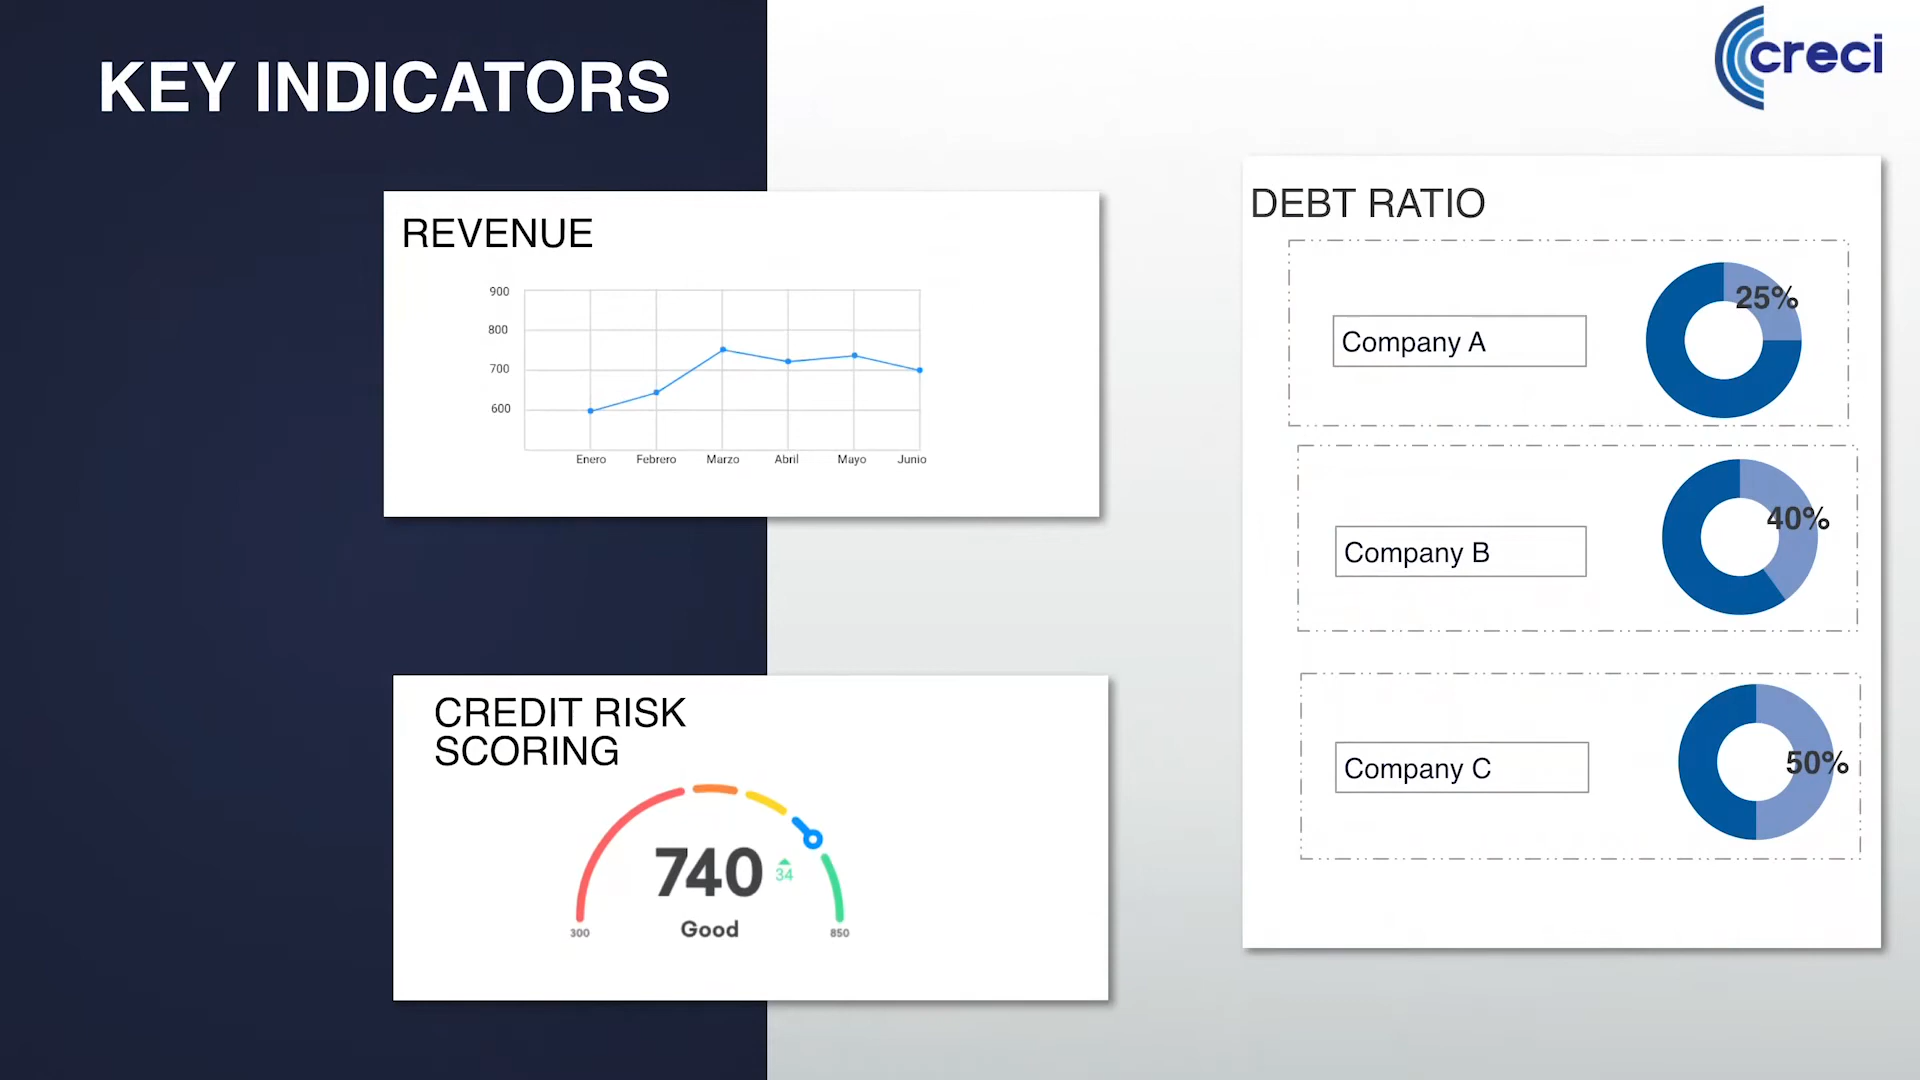 KEY INDICATORS
creci
REVENUE
900
800
700
600
Enero Febrero Marzo Abril Mayo Junio
CREDIT RISK
SCORING
740 34
Good
300 850
DEBT RATIO
Company A
25%
Company B
40%
Company C
50%